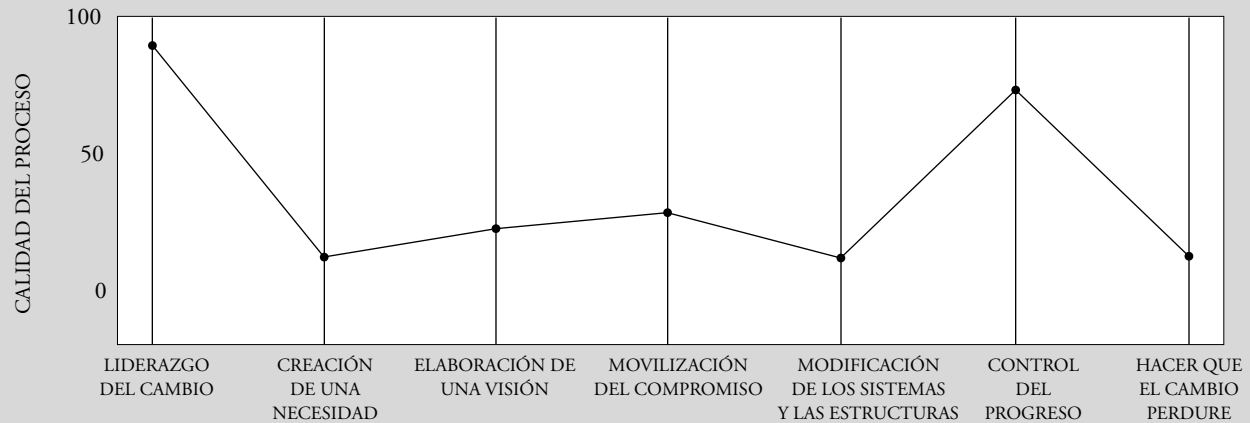 100
50
0
CALIDAD DEL PROCESO
LIDERAZGO
DEL CAMBIO
CREACIÓN
DE UNA
NECESIDAD
ELABORACIÓN DE
UNA VISIÓN
MOVILIZACIÓN
DEL COMPROMISO
MODIFICACIÓN
DE LOS SISTEMAS
Y LAS ESTRUCTURAS
CONTROL
DEL
PROGRESO
HACER QUE
EL CAMBIO
PERDURE